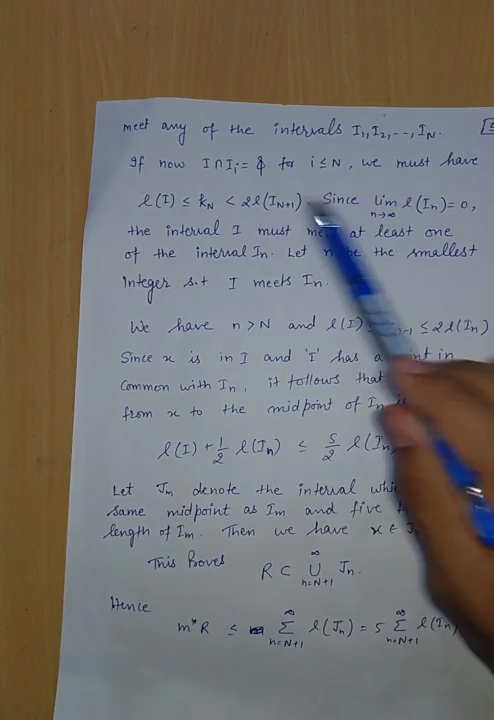 meet any of the intervals I₁, I₂, --, I_N.
If now I ∩ I_i = ϕ for i ≤ N, we must have
l(I) ≤ k_N < 2l(I_{N+1}). Since lim_{n→∞} l(I_n) = 0,
the interval I must at least one
of the interval I_n. Let be the smallest
Integer s.t I meets I_n.
We have n > N and l(I) ≤ 2l(I_n)
Since x is in I and 'I' has a in
common with I_n, it follows that
from x to the midpoint of I_n
l(I) + 1/2 l(I_n) ≤ 5/2 l(I_n)
Let J_m denote the interval
same midpoint as I_m and five
length of I_m. Then we have x ∈
This Proves R ⊂ ∪_{n=N+1}^{∞} J_n.
Hence
m*R ≤ Σ_{n=N+1}^{∞} l(J_n) = 5 Σ_{n=N+1}^{∞} l(I_n)